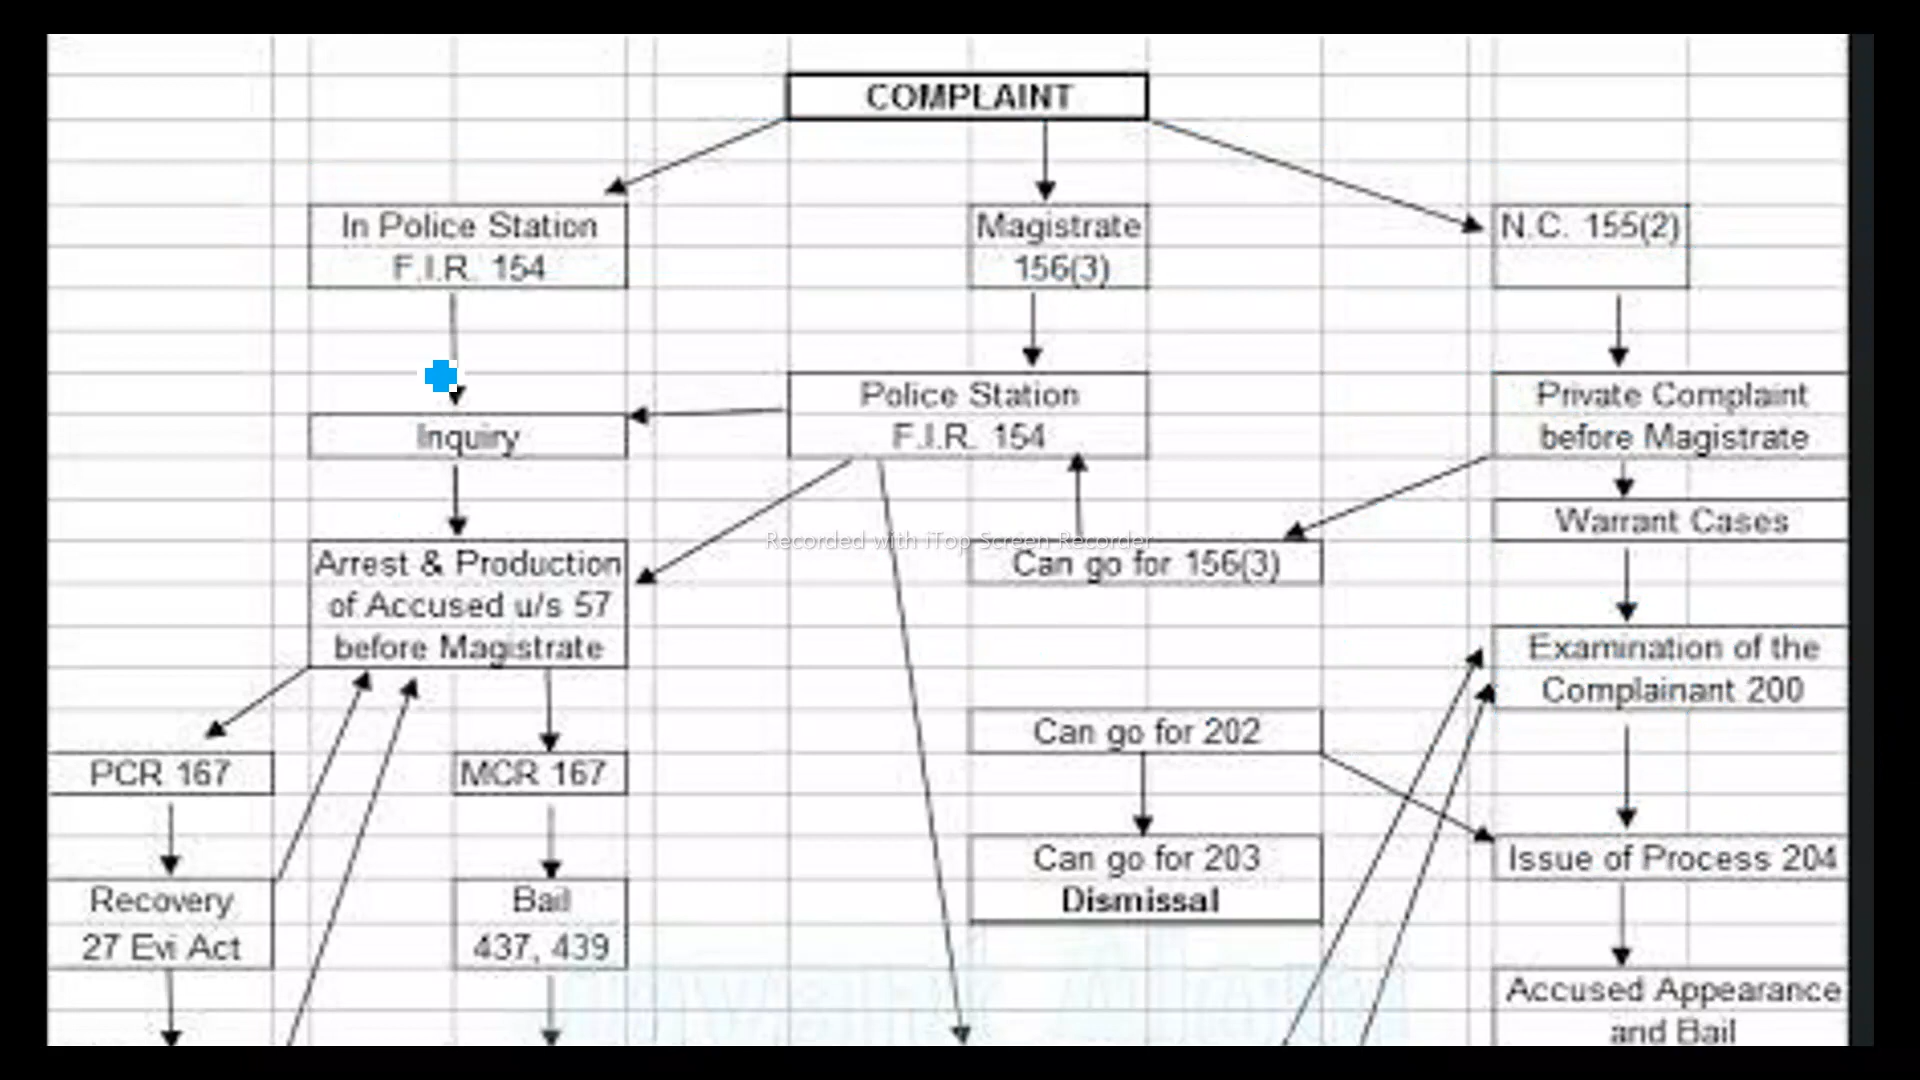 COMPLAINT
In Police Station
F.I.R. 154
Magistrate
156(3)
N.C. 155(2)
Police Station
F.I.R. 154
Private Complaint
before Magistrate
Inquiry
Warrant Cases
Recorded with iTop Screen Recorder
Can go for 156(3)
Arrest & Production
of Accused u/s 57
before Magistrate
Examination of the
Complainant 200
Can go for 202
PCR 167
MCR 167
Can go for 203
Dismissal
Issue of Process 204
Recovery
27 Evi Act
Bail
437, 439
Accused Appearance
and Bail